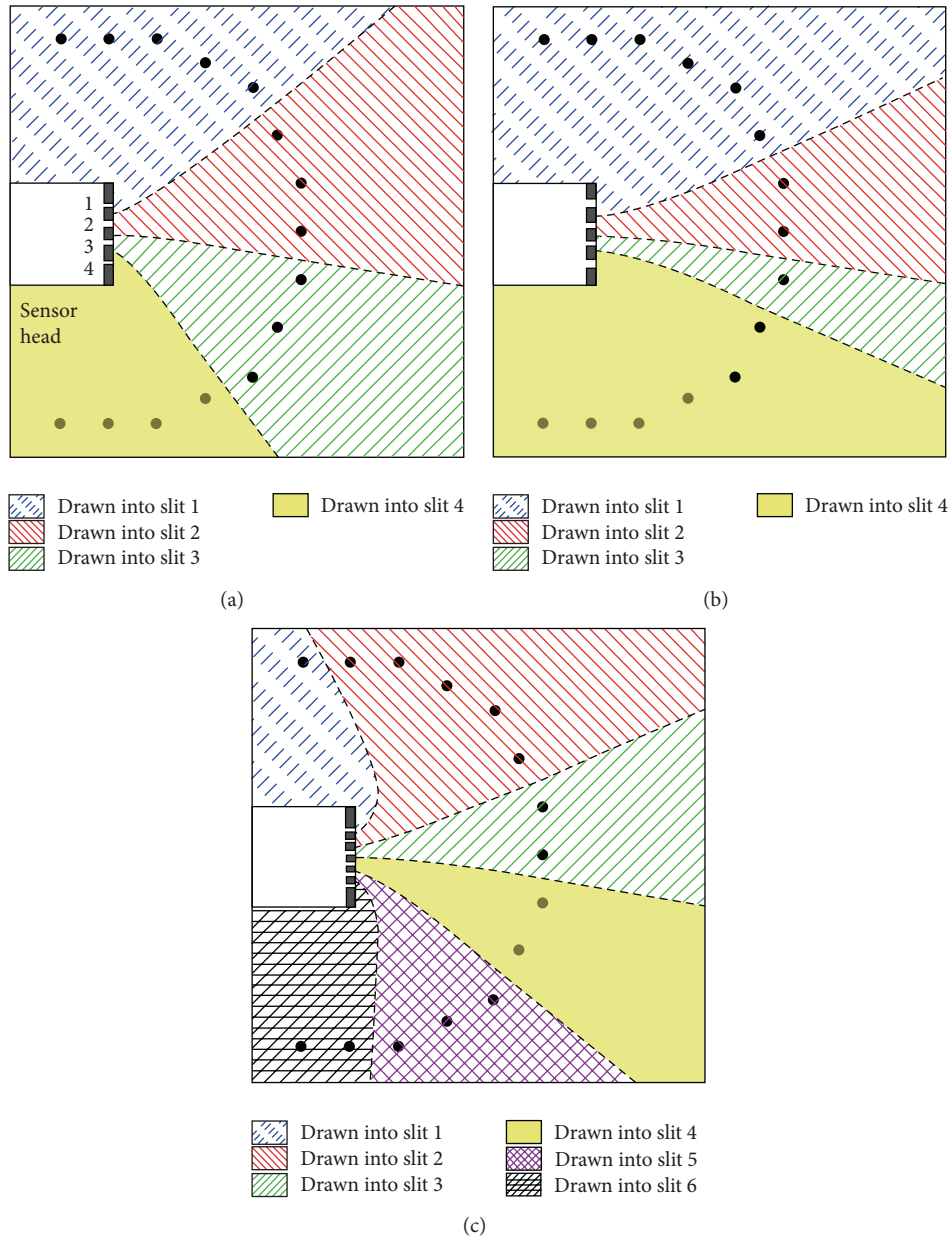 1
2
3
4
Sensor
head
Drawn into slit 1
Drawn into slit 2
Drawn into slit 3
Drawn into slit 4
(a)
Drawn into slit 1
Drawn into slit 2
Drawn into slit 3
Drawn into slit 4
(b)
Drawn into slit 1
Drawn into slit 2
Drawn into slit 3
Drawn into slit 4
Drawn into slit 5
Drawn into slit 6
(c)